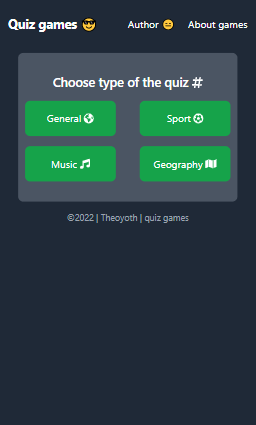 Quiz games 😎 Author 😑 About games
Choose type of the quiz #
General Sport
Music Geography
©2022 | Theoyoth | quiz games